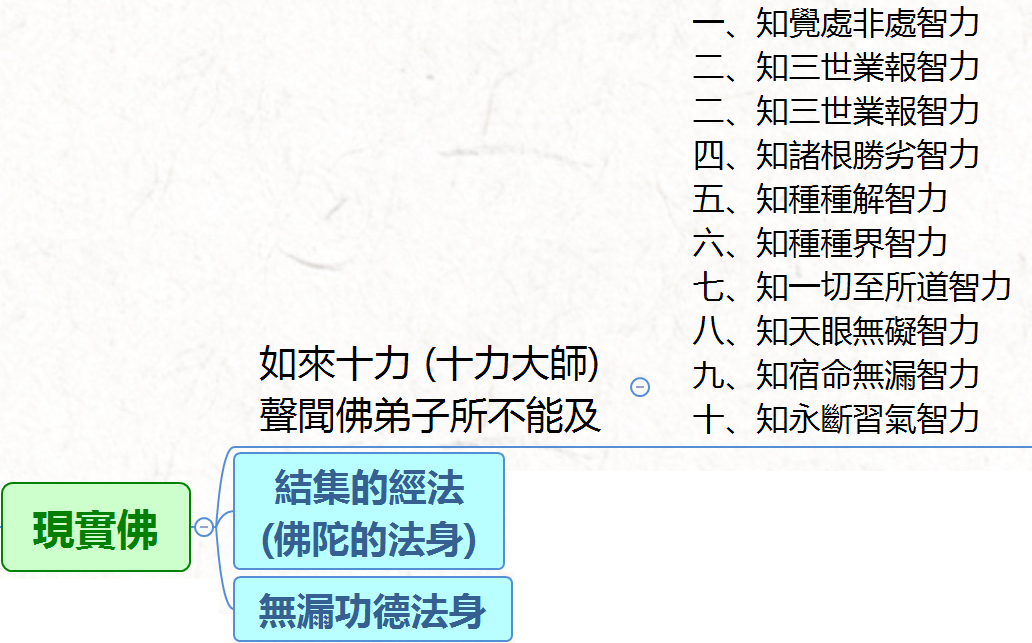 一、知覺處非處智力
二、知三世業報智力
二、知三世業報智力
四、知諸根勝劣智力
五、知種種解智力
六、知種種界智力
七、知一切至所道智力
八、知天眼無礙智力
九、知宿命無漏智力
十、知永斷習氣智力
如來十力 (十力大師)
聲聞佛弟子所不能及
結集的經法
(佛陀的法身)
現實佛
無漏功德法身